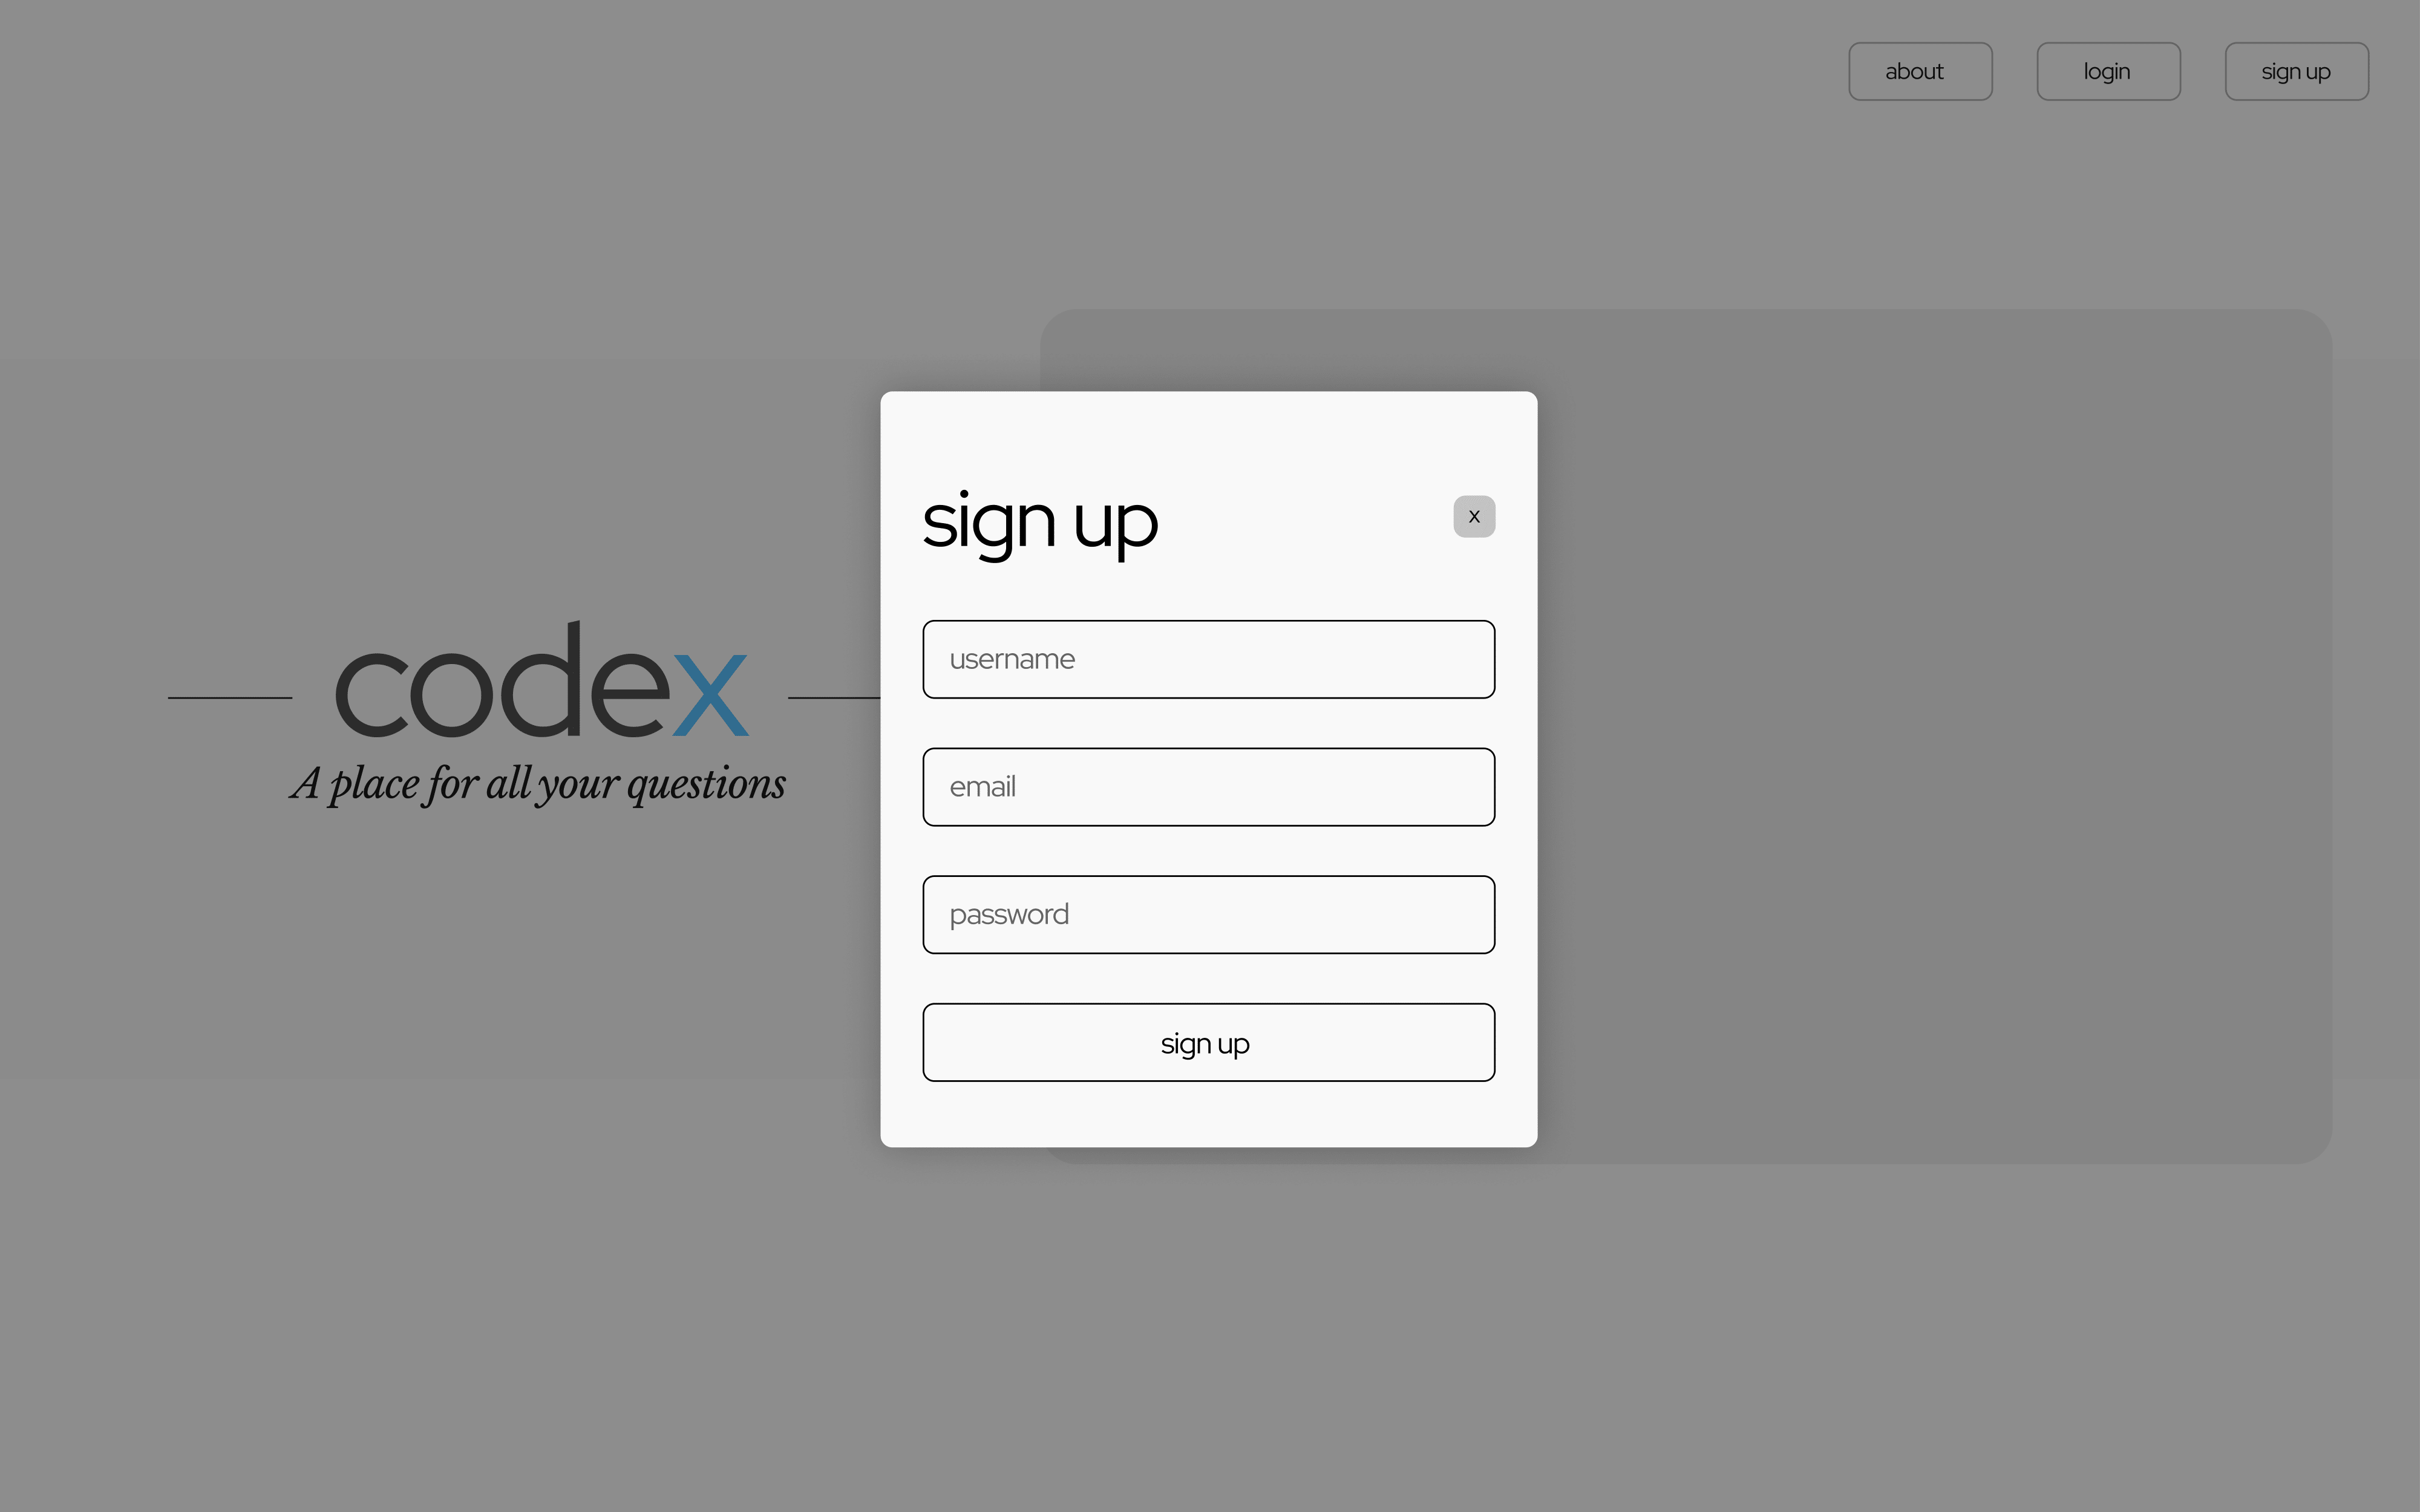 about
login
sign up
sign up
x
username
email
password
sign up
codex
A place for all your questions